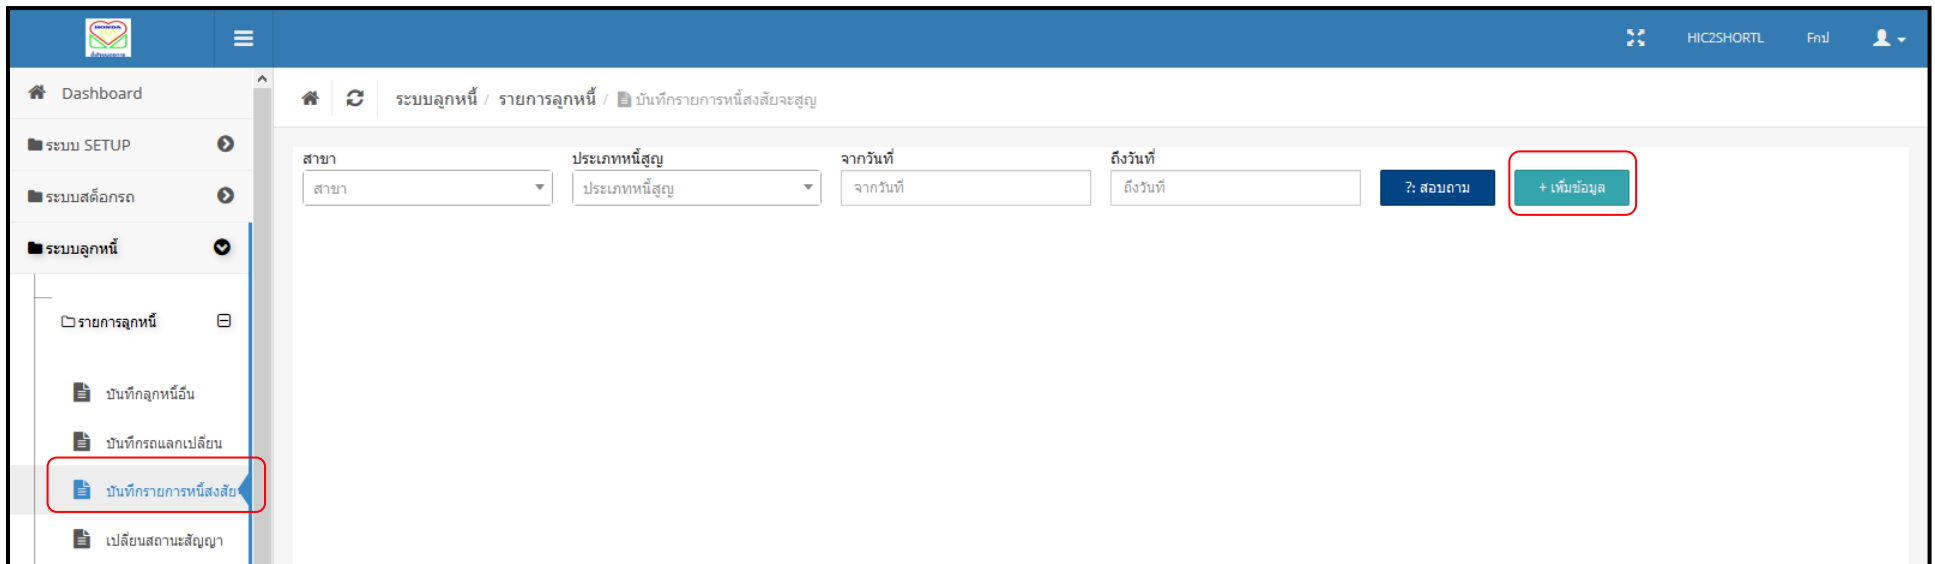 HONDA
HIC2SHORTL
Fกป
Dashboard
ระบบลูกหนี้ / รายการลูกหนี้ / บันทึกรายการหนี้สงสัยจะสูญ
ระบบ SETUP
ระบบสต็อกรถ
ระบบลูกหนี้
รายการลูกหนี้
บันทึกลูกหนี้อื่น
บันทึกรถแลกเปลี่ยน
บันทึกรายการหนี้สงสัย
เปลี่ยนสถานะสัญญา
สาขา
ประเภทหนี้สูญ
จากวันที่
ถึงวันที่
สาขา
ประเภทหนี้สูญ
จากวันที่
ถึงวันที่
?: สอบถาม
+ เพิ่มข้อมูล